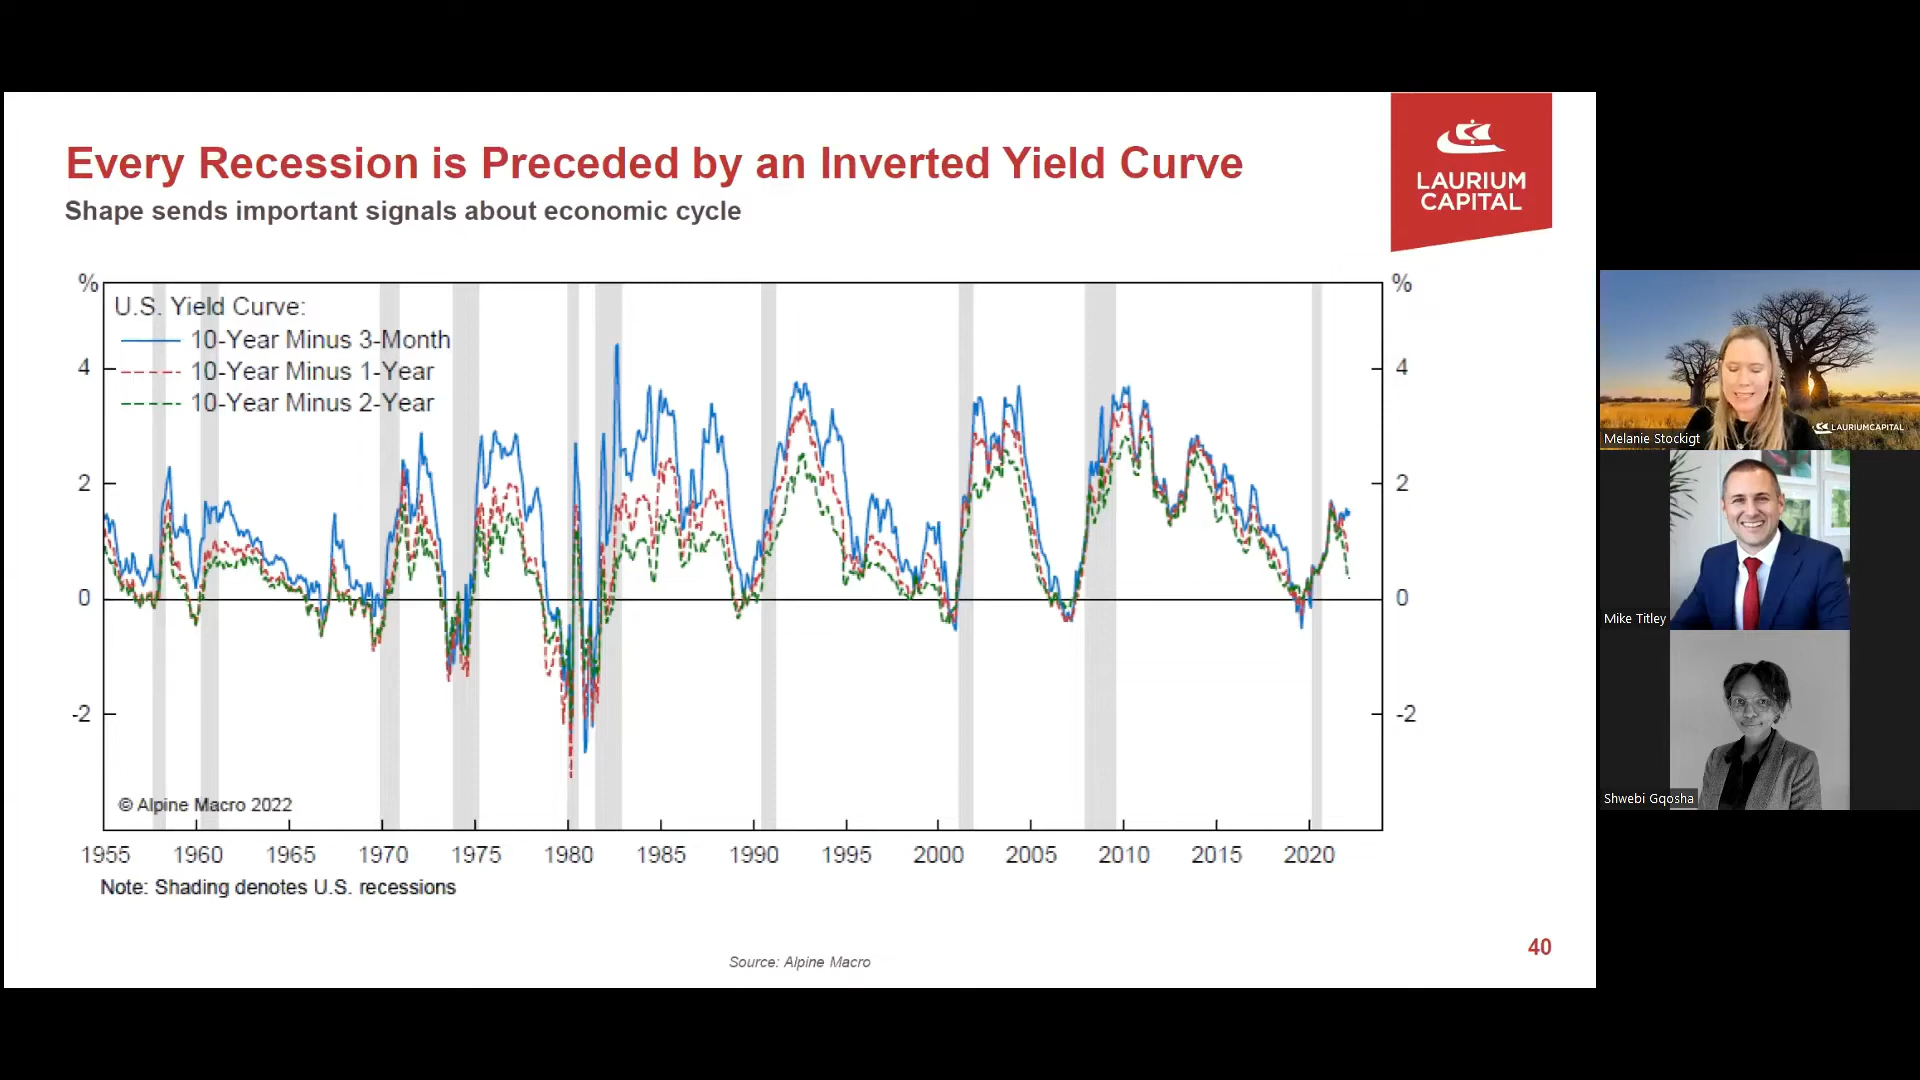 Every Recession is Preceded by an Inverted Yield Curve
Shape sends important signals about economic cycle
LAURIUM
CAPITAL
% %
U.S. Yield Curve:
10-Year Minus 3-Month
10-Year Minus 1-Year
10-Year Minus 2-Year
4 4
2 2
0 0
-2 -2
© Alpine Macro 2022
1955 1960 1965 1970 1975 1980 1985 1990 1995 2000 2005 2010 2015 2020
Note: Shading denotes U.S. recessions
Source: Alpine Macro
40
LAURIUMCAPITAL
Melanie Stockigt
Mike Titley
Shwebi Gqosha